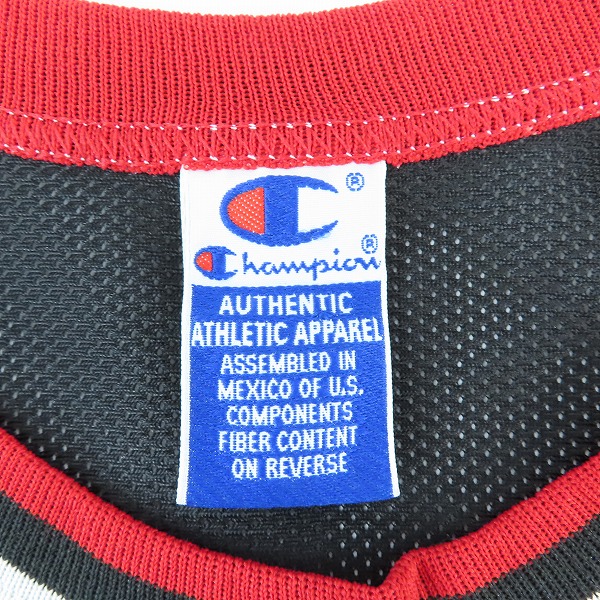 ®
Champion®
AUTHENTIC
ATHLETIC APPAREL
ASSEMBLED IN
MEXICO OF U.S.
COMPONENTS
FIBER CONTENT
ON REVERSE